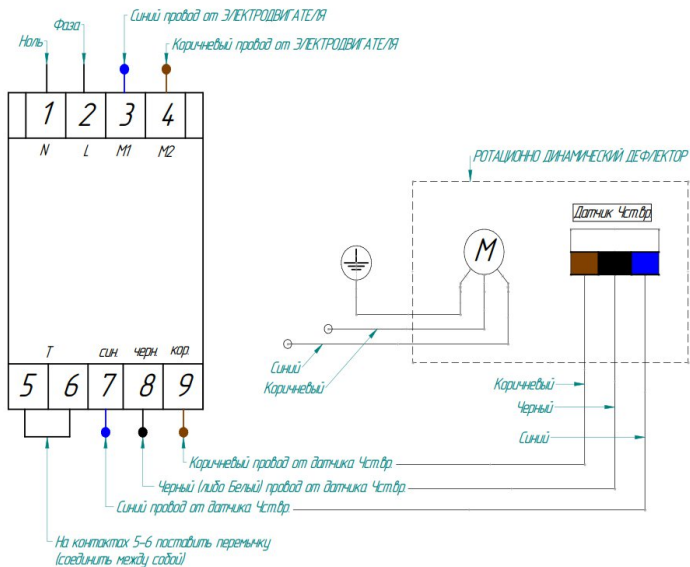 Синий провод от ЭЛЕКТРОДВИГАТЕЛЯ
Фаза
Ноль
Коричневый провод от ЭЛЕКТРОДВИГАТЕЛЯ
1 2 3 4
N L M1 M2
РОТАЦИОННО ДИНАМИЧЕСКИЙ ДЕФЛЕКТОР
Датчик Чст.вр.
M
T син. черн. кор.
5 6 7 8 9
Синий
Коричневый
Коричневый
Черный
Синий
Коричневый провод от датчика Чст.вр.
Черный (либо Белый) провод от датчика Чст.вр.
Синий провод от датчика Чст.вр.
На контактах 5-6 поставить перемычку
(соединить между собой)